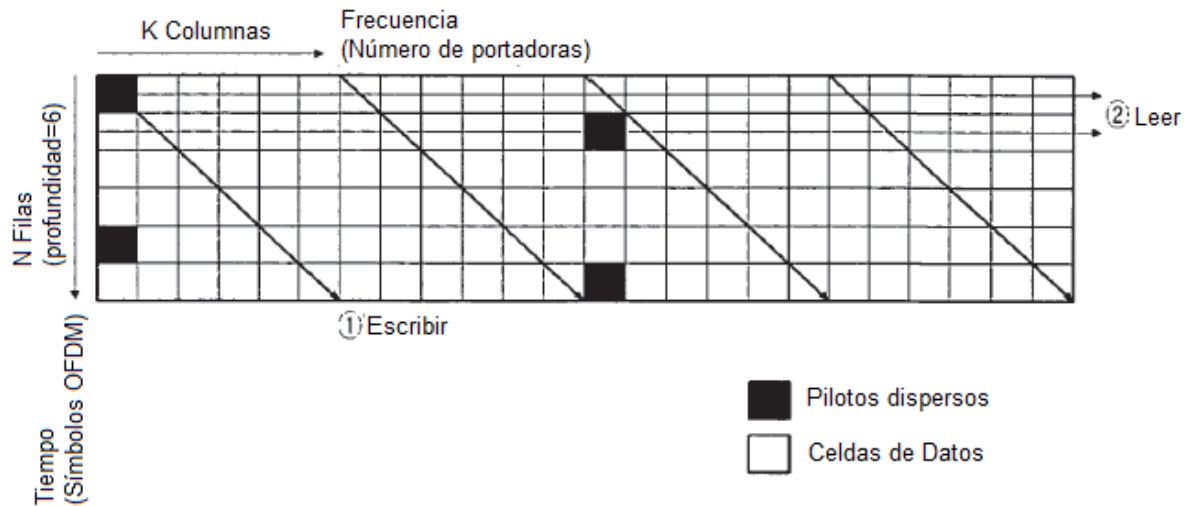 K Columnas
Frecuencia
(Número de portadoras)
N Filas
(profundidad=6)
② Leer
① Escribir
Tiempo
(Símbolos OFDM)
Pilotos dispersos
Celdas de Datos